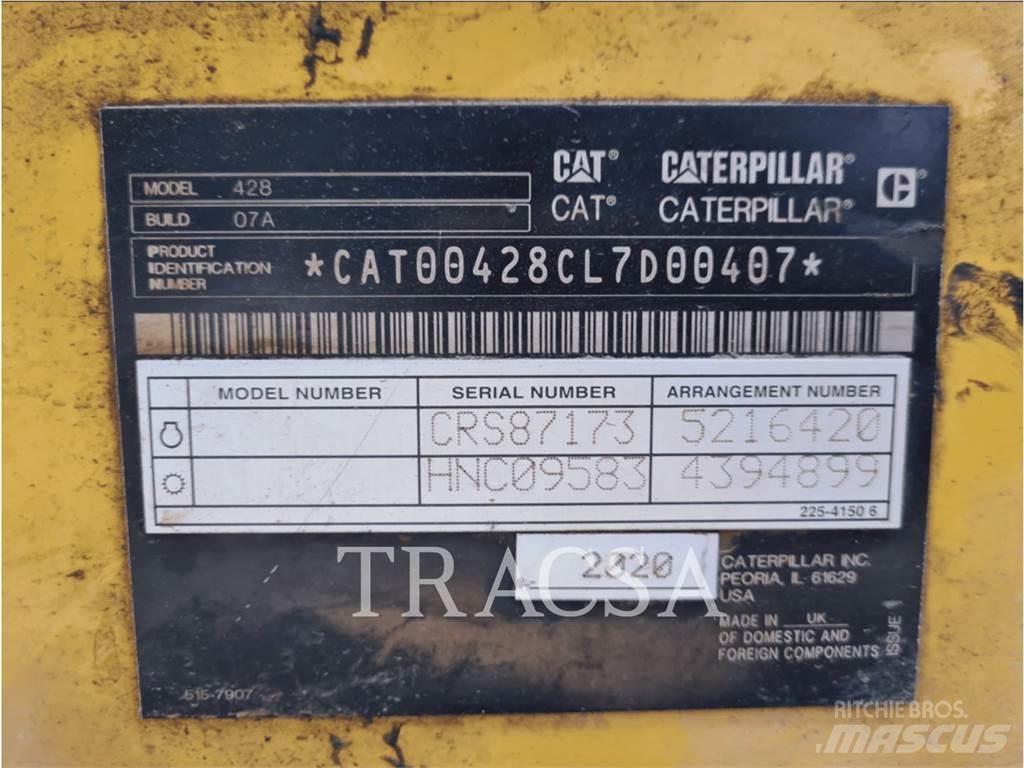 CAT® CATERPILLAR®
CAT® CATERPILLAR®
MODEL 428
BUILD 07A
PRODUCT
IDENTIFICATION
NUMBER
*CAT00428CL7D00407*
MODEL NUMBER SERIAL NUMBER ARRANGEMENT NUMBER
CRS87173 5216420
HNC09583 4394899
225-4150 6
2020
TRACSA
CATERPILLAR INC.
PEORIA, IL 61629
USA
MADE IN UK
OF DOMESTIC AND
FOREIGN COMPONENTS
ISSUE 1
515-7907
RITCHIE BROS.
MASCUS